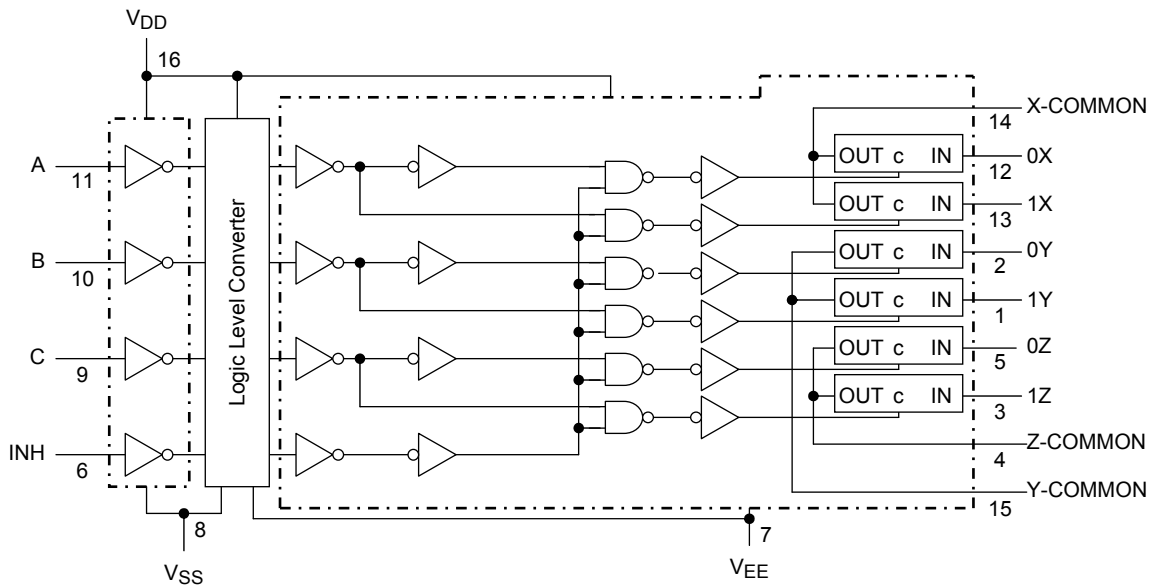 VDD
16
X-COMMON
14
A
11
OUT c IN
0X
12
OUT c IN
1X
13
B
10
OUT c IN
0Y
2
OUT c IN
1Y
1
Logic Level Converter
C
9
OUT c IN
0Z
5
OUT c IN
1Z
3
INH
6
Z-COMMON
4
Y-COMMON
15
8
7
VSS
VEE